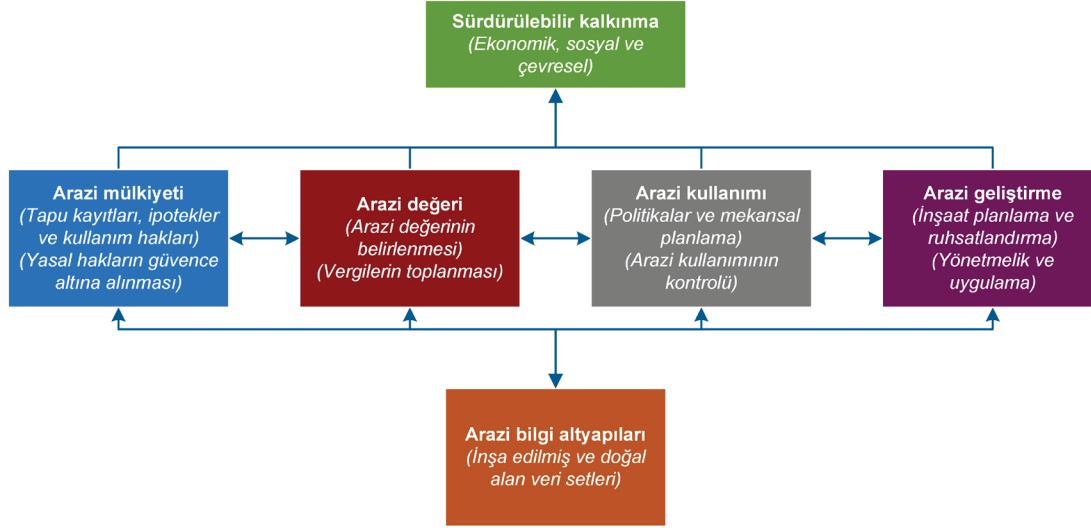 Sürdürülebilir kalkınma
(Ekonomik, sosyal ve
çevresel)
Arazi mülkiyeti
(Tapu kayıtları, ipotekler
ve kullanım hakları)
(Yasal hakların güvence
altına alınması)
Arazi değeri
(Arazi değerinin
belirlenmesi)
(Vergilerin toplanması)
Arazi kullanımı
(Politikalar ve mekansal
planlama)
(Arazi kullanımının
kontrolü)
Arazi geliştirme
(İnşaat planlama ve
ruhsatlandırma)
(Yönetmelik ve
uygulama)
Arazi bilgi altyapıları
(İnşa edilmiş ve doğal
alan veri setleri)